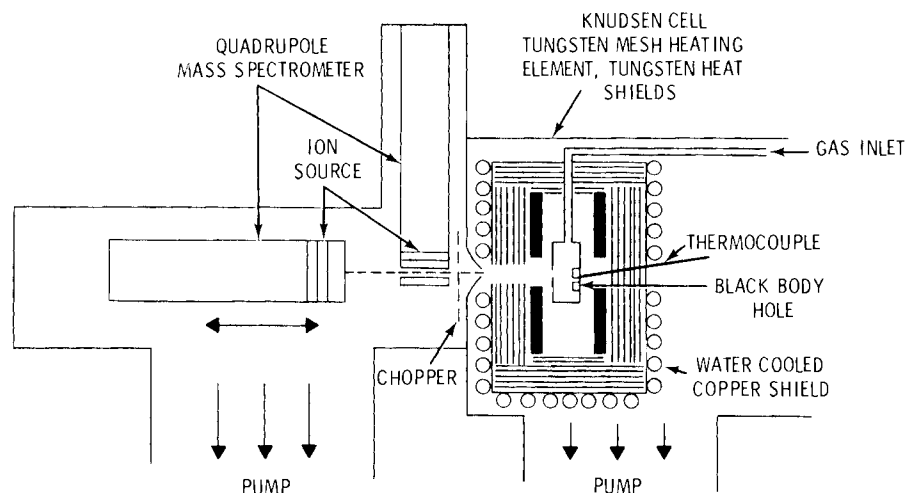 KNUDSEN CELL
TUNGSTEN MESH HEATING
ELEMENT, TUNGSTEN HEAT
SHIELDS
QUADRUPOLE
MASS SPECTROMETER
ION
SOURCE
GAS INLET
THERMOCOUPLE
BLACK BODY
HOLE
CHOPPER
WATER COOLED
COPPER SHIELD
PUMP
PUMP